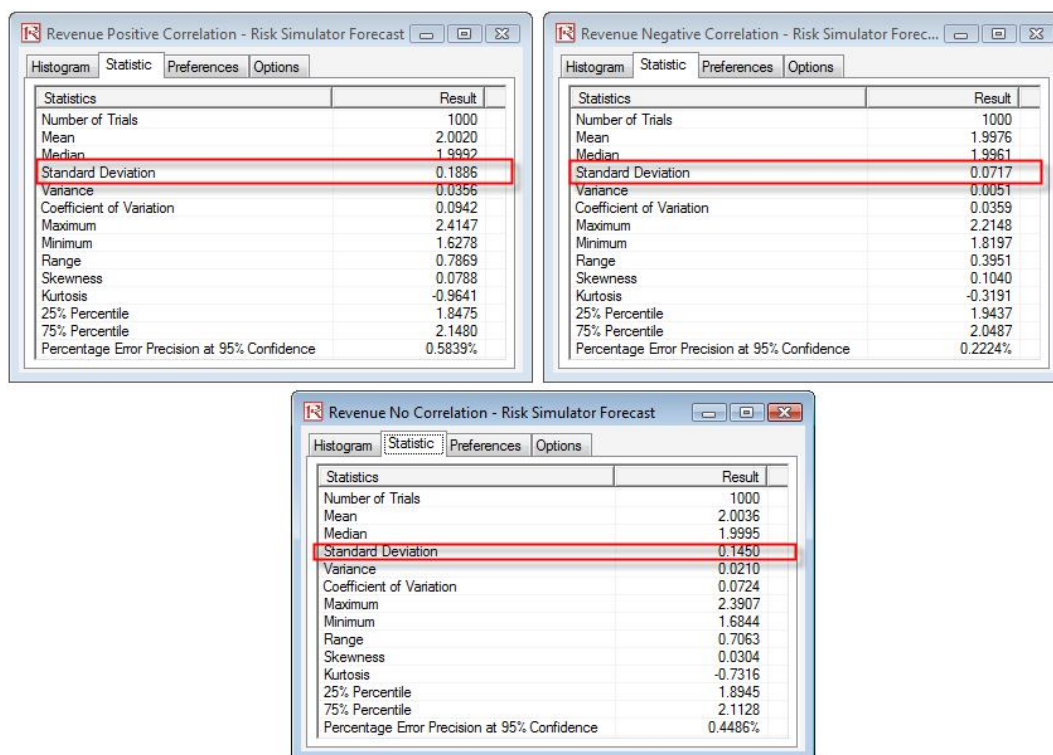 Revenue Positive Correlation - Risk Simulator Forecast
Histogram Statistic Preferences Options
Statistics Result
Number of Trials 1000
Mean 2.0020
Median 1.9992
Standard Deviation 0.1886
Variance 0.0356
Coefficient of Variation 0.0942
Maximum 2.4147
Minimum 1.6278
Range 0.7869
Skewness 0.0788
Kurtosis -0.9641
25% Percentile 1.8475
75% Percentile 2.1480
Percentage Error Precision at 95% Confidence 0.5839%
Revenue Negative Correlation - Risk Simulator Forec...
Histogram Statistic Preferences Options
Statistics Result
Number of Trials 1000
Mean 1.9976
Median 1.9961
Standard Deviation 0.0717
Variance 0.0051
Coefficient of Variation 0.0359
Maximum 2.2148
Minimum 1.8197
Range 0.3951
Skewness 0.1040
Kurtosis -0.3191
25% Percentile 1.9437
75% Percentile 2.0487
Percentage Error Precision at 95% Confidence 0.2224%
Revenue No Correlation - Risk Simulator Forecast
Histogram Statistic Preferences Options
Statistics Result
Number of Trials 1000
Mean 2.0036
Median 1.9995
Standard Deviation 0.1450
Variance 0.0210
Coefficient of Variation 0.0724
Maximum 2.3907
Minimum 1.6844
Range 0.7063
Skewness 0.0304
Kurtosis -0.7316
25% Percentile 1.8945
75% Percentile 2.1128
Percentage Error Precision at 95% Confidence 0.4486%